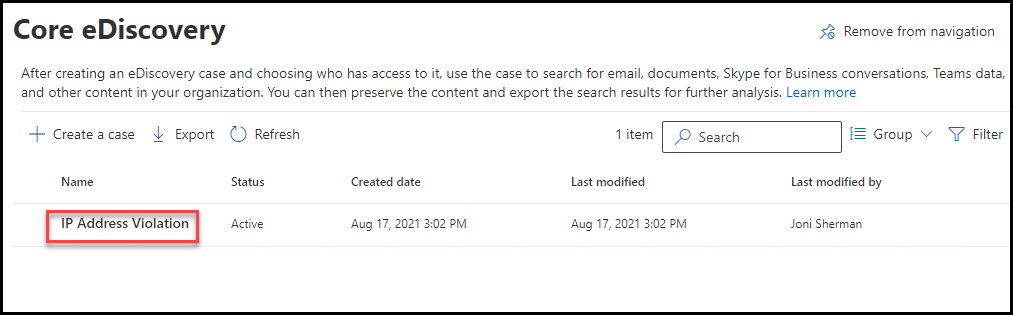 Core eDiscovery
Remove from navigation
After creating an eDiscovery case and choosing who has access to it, use the case to search for email, documents, Skype for Business conversations, Teams data,
and other content in your organization. You can then preserve the content and export the search results for further analysis. Learn more
Create a case Export Refresh 1 item Search Group Filter
Name Status Created date Last modified Last modified by
IP Address Violation Active Aug 17, 2021 3:02 PM Aug 17, 2021 3:02 PM Joni Sherman